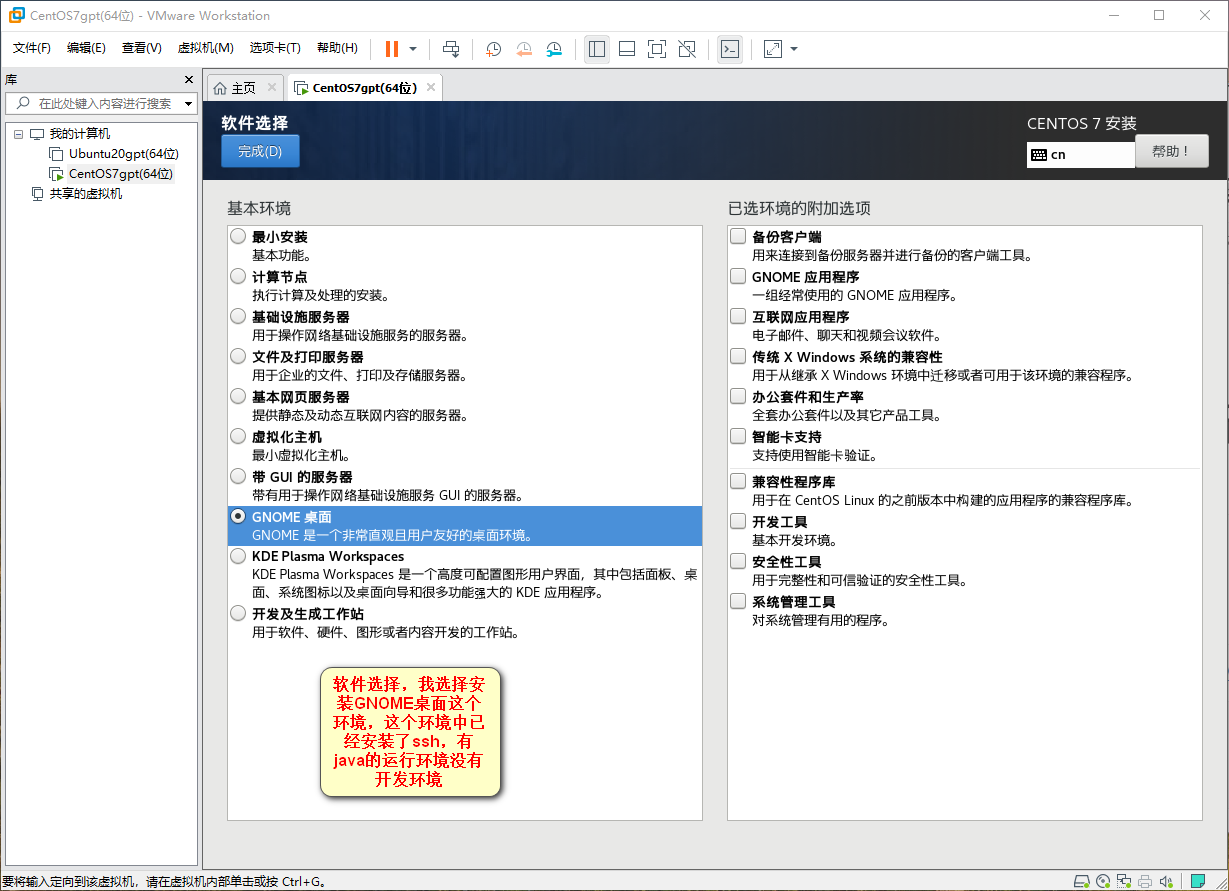 CentOS7gpt(64位) - VMware Workstation
文件(F) 编辑(E) 查看(V) 虚拟机(M) 选项卡(T) 帮助(H)
库
在此处键入内容进行搜索
我的计算机
Ubuntu20gpt(64位)
CentOS7gpt(64位)
共享的虚拟机
主页
CentOS7gpt(64位)
软件选择
完成(D)
CENTOS 7 安装
cn
帮助！
基本环境
最小安装
基本功能。
计算节点
执行计算及处理的安装。
基础设施服务器
用于操作网络基础设施服务的服务器。
文件及打印服务器
用于企业的文件、打印及存储服务器。
基本网页服务器
提供静态及动态互联网内容的服务器。
虚拟化主机
最小虚拟化主机。
带 GUI 的服务器
带有用于操作网络基础设施服务 GUI 的服务器。
GNOME 桌面
GNOME 是一个非常直观且用户友好的桌面环境。
KDE Plasma Workspaces
KDE Plasma Workspaces 是一个高度可配置图形用户界面，其中包括面板、桌
面、系统图标以及桌面向导和很多功能强大的 KDE 应用程序。
开发及生成工作站
用于软件、硬件、图形或者内容开发的工作站。
软件选择，我选择安
装GNOME桌面这个
环境，这个环境中已
经安装了ssh，有
java的运行环境没有
开发环境
已选环境的附加选项
备份客户端
用来连接到备份服务器并进行备份的客户端工具。
GNOME 应用程序
一组经常使用的 GNOME 应用程序。
互联网应用程序
电子邮件、聊天和视频会议软件。
传统 X Windows 系统的兼容性
用于从继承 X Windows 环境中迁移或者可用于该环境的兼容程序。
办公套件和生产率
全套办公套件以及其它产品工具。
智能卡支持
支持使用智能卡验证。
兼容性程序库
用于在 CentOS Linux 的之前版本中构建的应用程序的兼容程序库。
开发工具
基本开发环境。
安全性工具
用于完整性和可信验证的安全性工具。
系统管理工具
对系统管理有用的程序。
要将输入定向到该虚拟机，请在虚拟机内部单击或按 Ctrl+G。